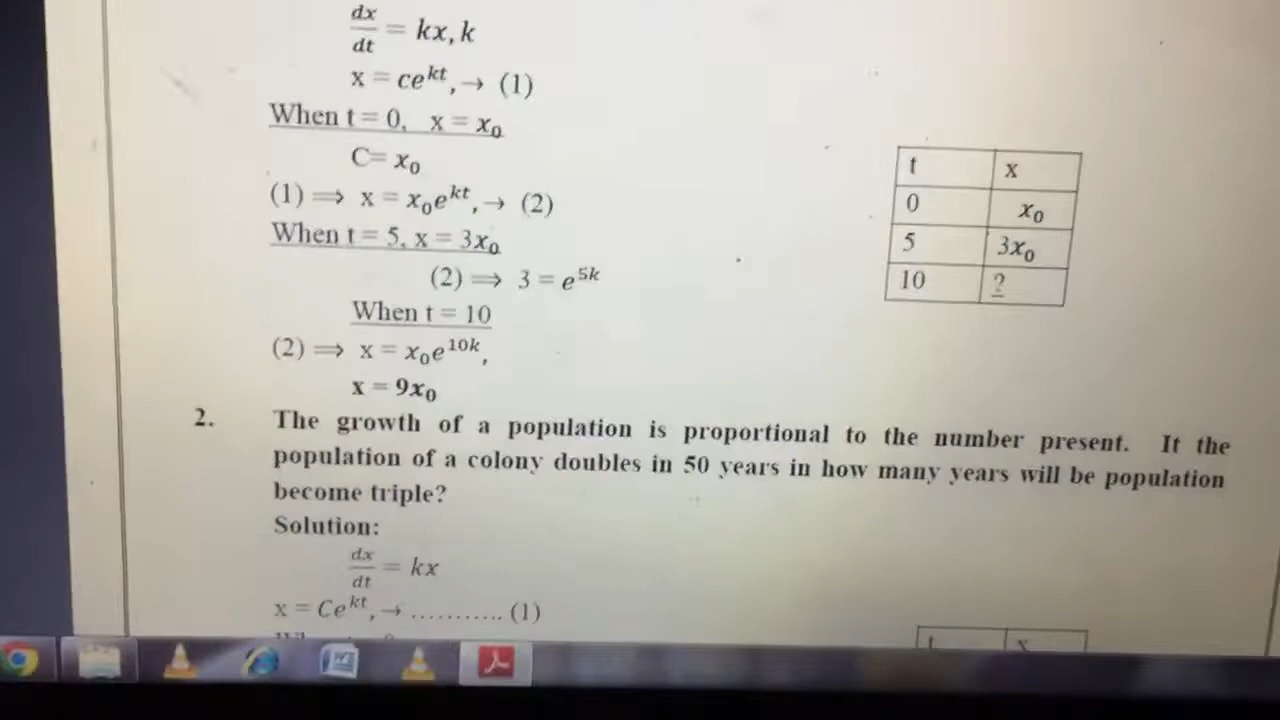 dx/dt = kx, k
x = ce^{kt}, → (1)
When t = 0, x = x₀
C= x₀
(1) ⟹ x = x₀e^{kt}, → (2)
When t = 5, x = 3x₀
(2) ⟹ 3 = e^{5k}
When t = 10
(2) ⟹ x = x₀e^{10k},
x = 9x₀
t x
0 x₀
5 3x₀
10 ?
2. The growth of a population is proportional to the number present. It the
population of a colony doubles in 50 years in how many years will be population
become triple?
Solution:
dx/dt = kx
x = Ce^{kt}, → ........... (1)
t x